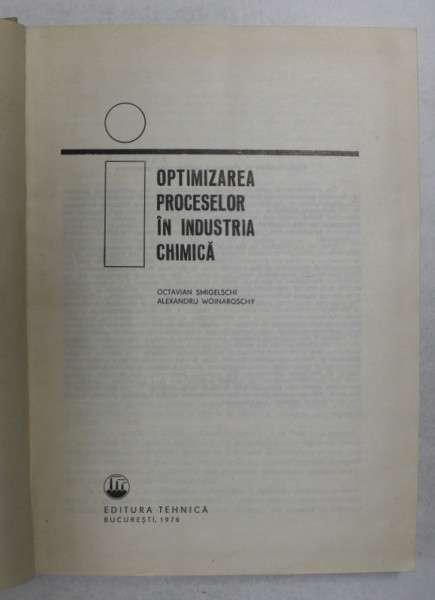 OPTIMIZAREA
PROCESELOR
ÎN INDUSTRIA
CHIMICĂ
OCTAVIAN SMIGELSCHI
ALEXANDRU WOINAROSCHY
EDITURA TEHNICĂ
BUCUREȘTI, 1978